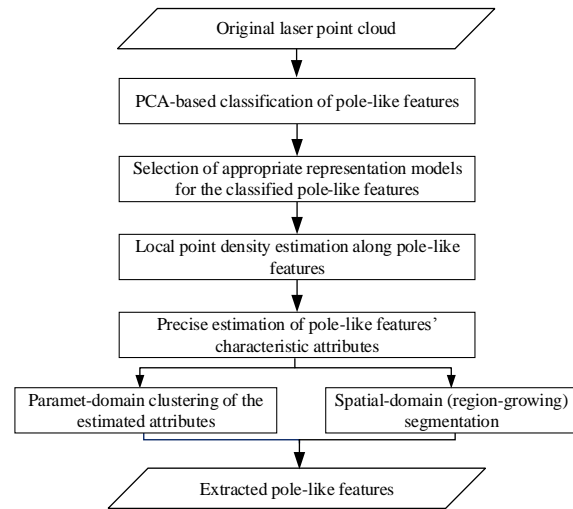 Original laser point cloud
PCA-based classification of pole-like features
Selection of appropriate representation models
for the classified pole-like features
Local point density estimation along pole-like
features
Precise estimation of pole-like features’
characteristic attributes
Paramet-domain clustering of the
estimated attributes
Spatial-domain (region-growing)
segmentation
Extracted pole-like features